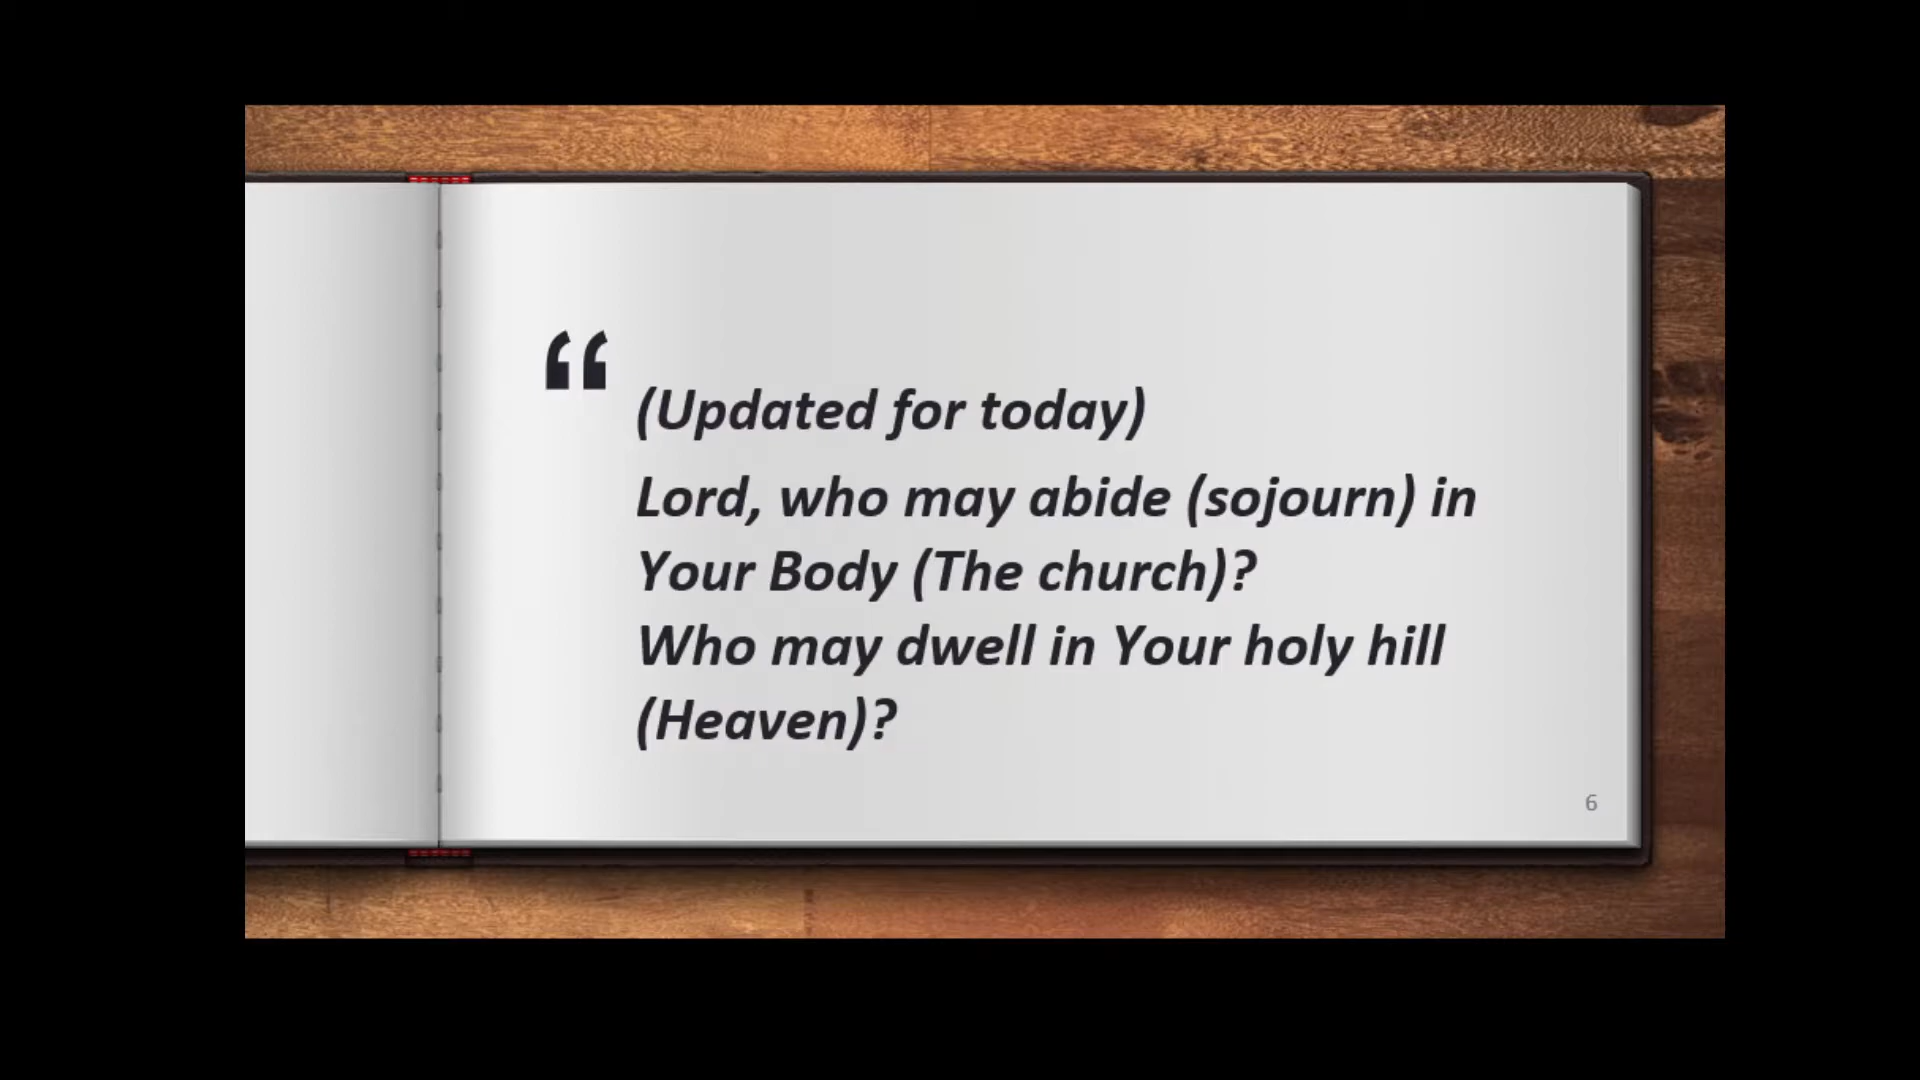 “
(Updated for today)
Lord, who may abide (sojourn) in
Your Body (The church)?
Who may dwell in Your holy hill
(Heaven)?
6